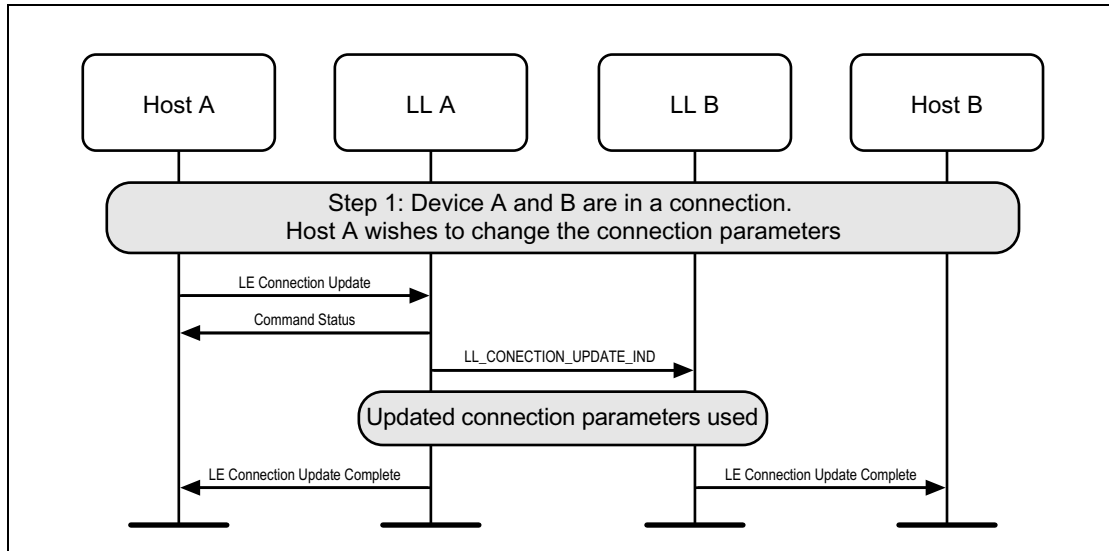 Host A
LL A
LL B
Host B
Step 1: Device A and B are in a connection.
Host A wishes to change the connection parameters
LE Connection Update
Command Status
LL_CONECTION_UPDATE_IND
Updated connection parameters used
LE Connection Update Complete
LE Connection Update Complete